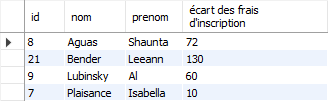 id nom prenom écart des frais d'inscription
8 Aguas Shaunta 72
21 Bender Leeann 130
9 Lubinsky Al 60
7 Plaisance Isabella 10